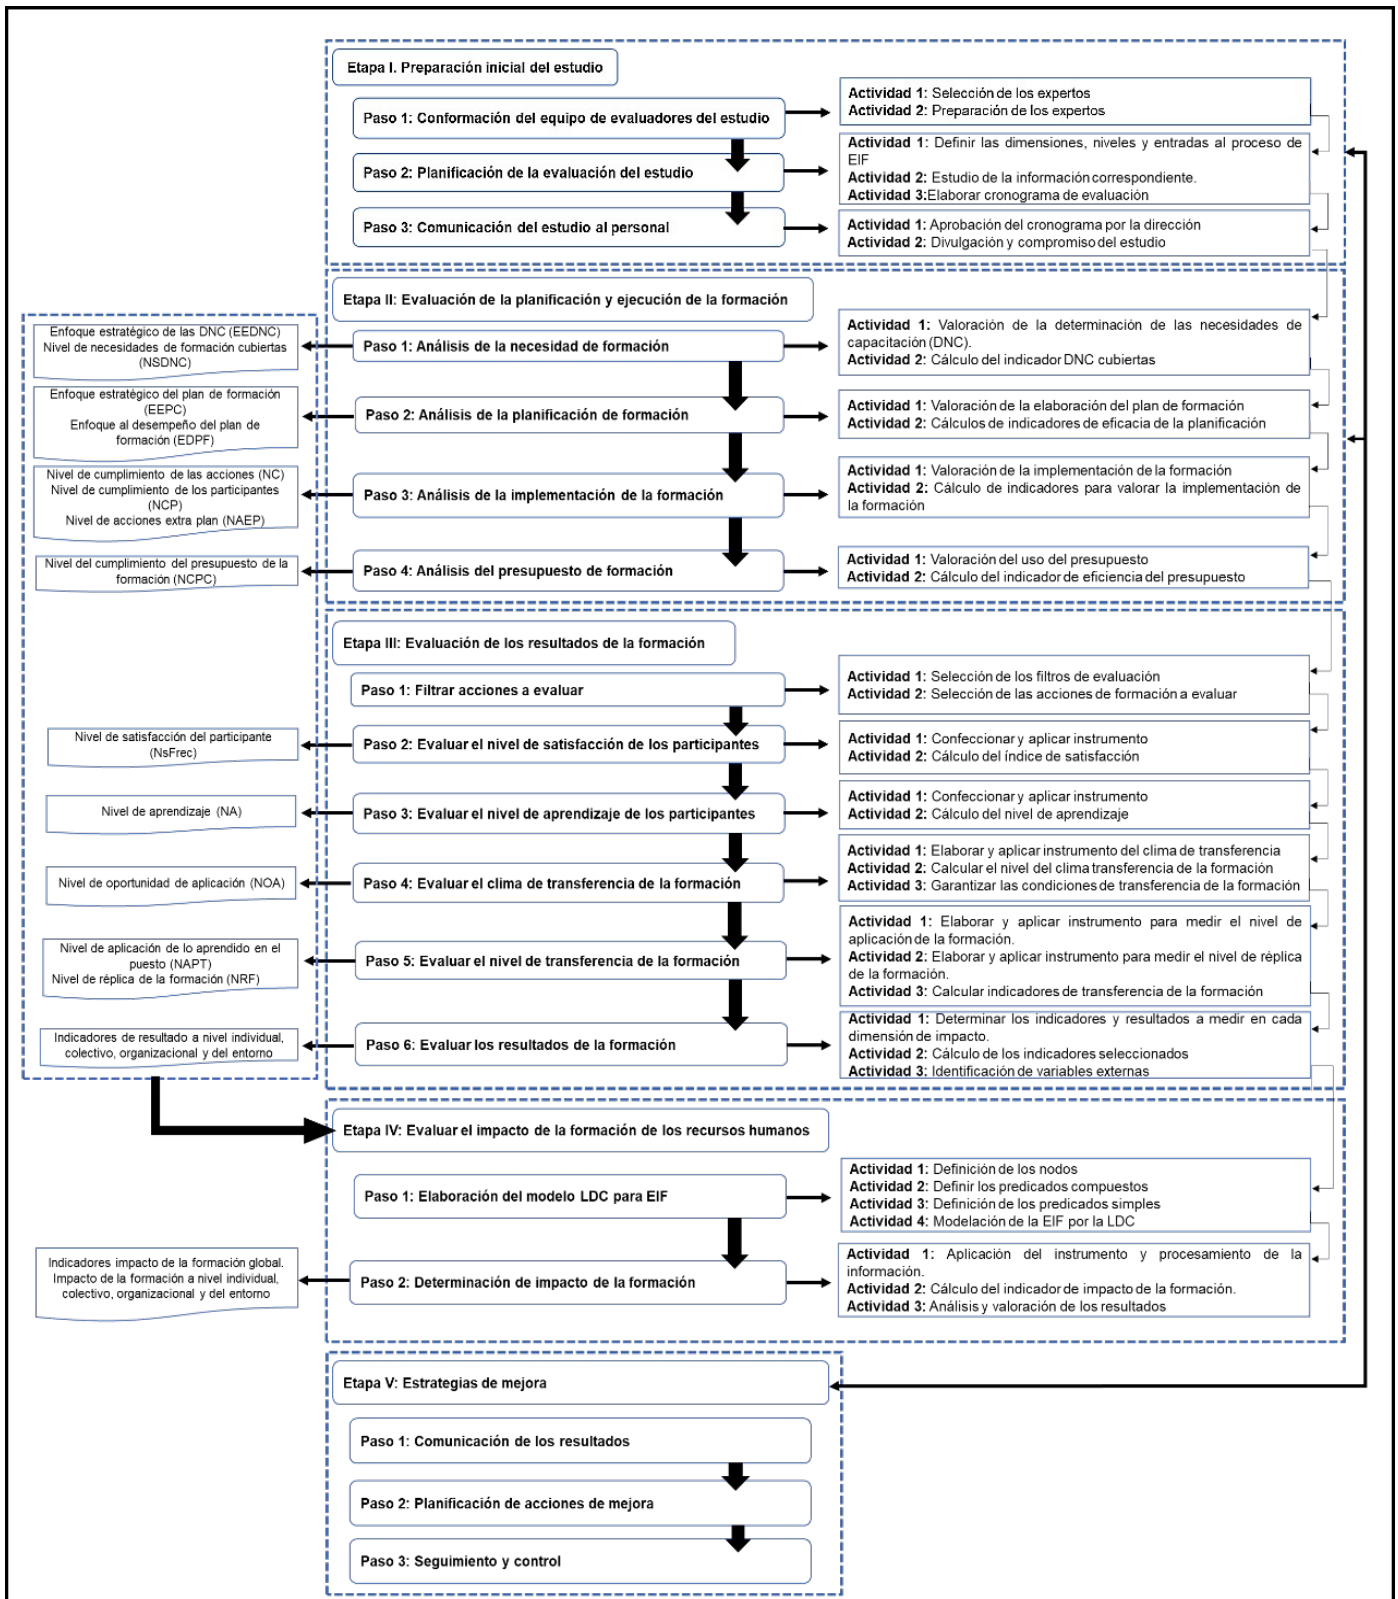 Etapa I. Preparación inicial del estudio
Paso 1: Conformación del equipo de evaluadores del estudio
Actividad 1: Selección de los expertos
Actividad 2: Preparación de los expertos
Paso 2: Planificación de la evaluación del estudio
Actividad 1: Definir las dimensiones, niveles y entradas al proceso de
EIF
Actividad 2: Estudio de la información correspondiente.
Actividad 3:Elaborar cronograma de evaluación
Paso 3: Comunicación del estudio al personal
Actividad 1: Aprobación del cronograma por la dirección
Actividad 2: Divulgación y compromiso del estudio
Etapa II: Evaluación de la planificación y ejecución de la formación
Enfoque estratégico de las DNC (EEDNC)
Nivel de necesidades de formación cubiertas
(NSDNC)
Paso 1: Análisis de la necesidad de formación
Actividad 1: Valoración de la determinación de las necesidades de
capacitación (DNC).
Actividad 2: Cálculo del indicador DNC cubiertas
Enfoque estratégico del plan de formación
(EEPC)
Enfoque al desempeño del plan de
formación (EDPF)
Paso 2: Análisis de la planificación de formación
Actividad 1: Valoración de la elaboración del plan de formación
Actividad 2: Cálculos de indicadores de eficacia de la planificación
Nivel de cumplimiento de las acciones (NC)
Nivel de cumplimiento de los participantes
(NCP)
Nivel de acciones extra plan (NAEP)
Paso 3: Análisis de la implementación de la formación
Actividad 1: Valoración de la implementación de la formación
Actividad 2: Cálculo de indicadores para valorar la implementación de
la formación
Nivel del cumplimiento del presupuesto de la
formación (NCPC)
Paso 4: Análisis del presupuesto de formación
Actividad 1: Valoración del uso del presupuesto
Actividad 2: Cálculo del indicador de eficiencia del presupuesto
Etapa III: Evaluación de los resultados de la formación
Paso 1: Filtrar acciones a evaluar
Actividad 1: Selección de los filtros de evaluación
Actividad 2: Selección de las acciones de formación a evaluar
Nivel de satisfacción del participante
(NsFrec)
Paso 2: Evaluar el nivel de satisfacción de los participantes
Actividad 1: Confeccionar y aplicar instrumento
Actividad 2: Cálculo del índice de satisfacción
Nivel de aprendizaje (NA)
Paso 3: Evaluar el nivel de aprendizaje de los participantes
Actividad 1: Confeccionar y aplicar instrumento
Actividad 2: Cálculo del nivel de aprendizaje
Nivel de oportunidad de aplicación (NOA)
Paso 4: Evaluar el clima de transferencia de la formación
Actividad 1: Elaborar y aplicar instrumento del clima de transferencia
Actividad 2: Calcular el nivel del clima transferencia de la formación
Actividad 3: Garantizar las condiciones de transferencia de la formación
Nivel de aplicación de lo aprendido en el
puesto (NAPT)
Nivel de réplica de la formación (NRF)
Paso 5: Evaluar el nivel de transferencia de la formación
Actividad 1: Elaborar y aplicar instrumento para medir el nivel de
aplicación de la formación.
Actividad 2: Elaborar y aplicar instrumento para medir el nivel de réplica
de la formación.
Actividad 3: Calcular indicadores de transferencia de la formación
Indicadores de resultado a nivel individual,
colectivo, organizacional y del entorno
Paso 6: Evaluar los resultados de la formación
Actividad 1: Determinar los indicadores y resultados a medir en cada
dimensión de impacto.
Actividad 2: Cálculo de los indicadores seleccionados
Actividad 3: Identificación de variables externas
Etapa IV: Evaluar el impacto de la formación de los recursos humanos
Paso 1: Elaboración del modelo LDC para EIF
Actividad 1: Definición de los nodos
Actividad 2: Definir los predicados compuestos
Actividad 3: Definición de los predicados simples
Actividad 4: Modelación de la EIF por la LDC
Indicadores impacto de la formación global.
Impacto de la formación a nivel individual,
colectivo, organizacional y del entorno
Paso 2: Determinación de impacto de la formación
Actividad 1: Aplicación del instrumento y procesamiento de la
información.
Actividad 2: Cálculo del indicador de impacto de la formación.
Actividad 3: Análisis y valoración de los resultados
Etapa V: Estrategias de mejora
Paso 1: Comunicación de los resultados
Paso 2: Planificación de acciones de mejora
Paso 3: Seguimiento y control